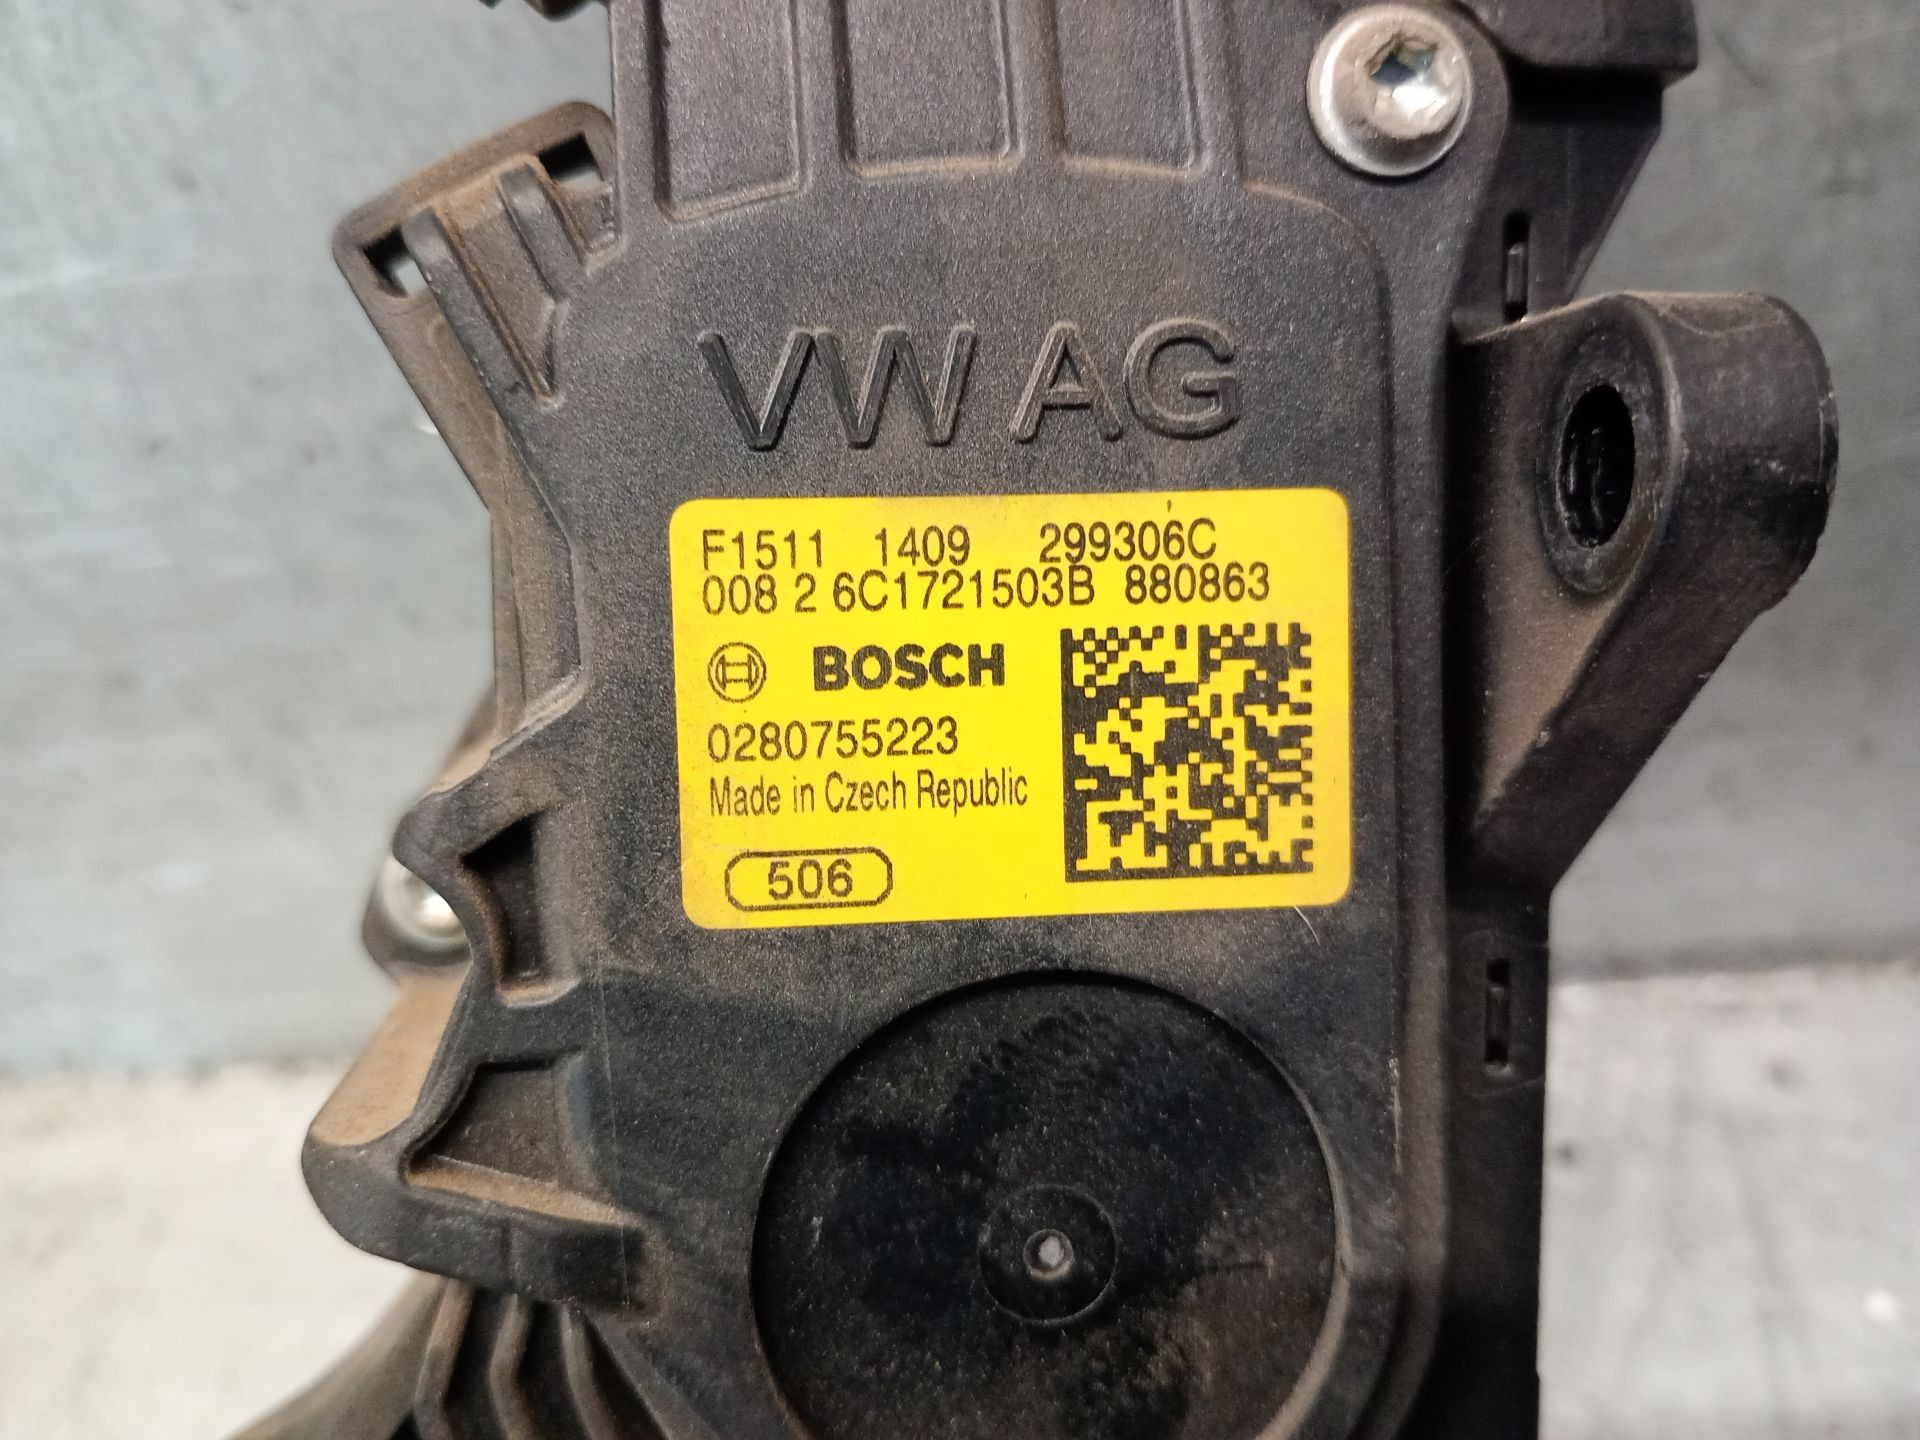 VW AG
F1511 1409 299306C
008 2 6C1721503B 880863
BOSCH
0280755223
Made in Czech Republic
506